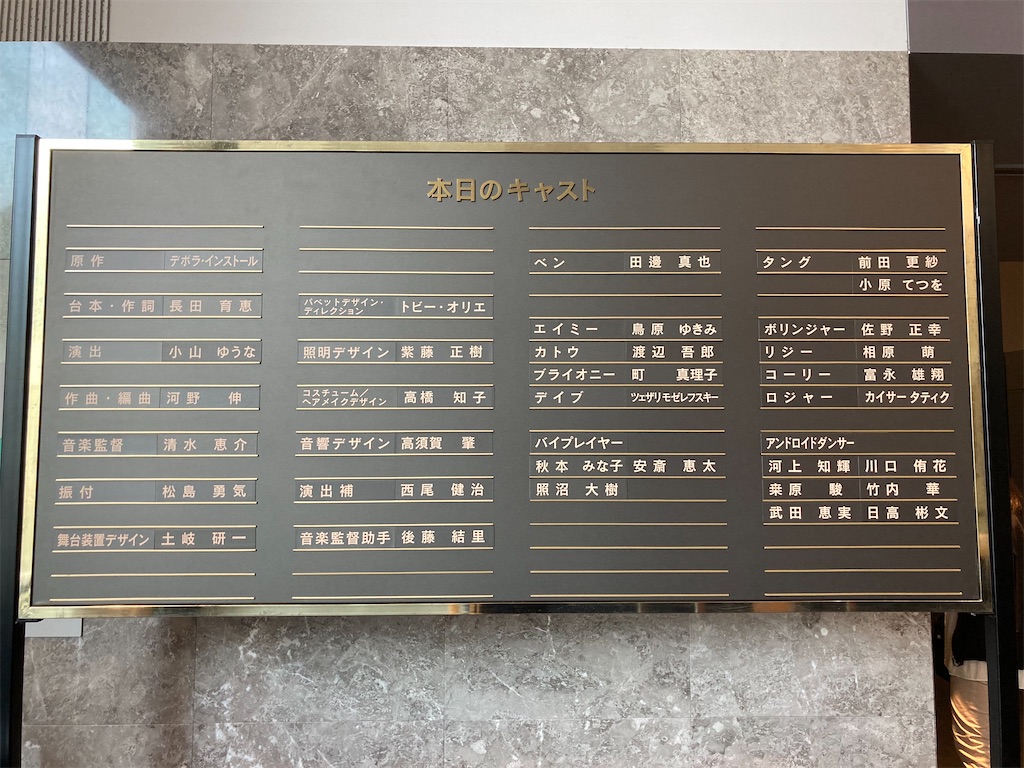 本日のキャスト
原作 デボラ・インストール
台本・作詞 長田 育恵
演出 小山 ゆうな
作曲・編曲 河野 伸
音楽監督 清水 恵介
振付 松島 勇気
舞台装置デザイン 土岐 研一
パペットデザイン・
ディレクション トビー・オリエ
照明デザイン 紫藤 正樹
コスチューム／
ヘアメイクデザイン 高橋 知子
音響デザイン 高須賀 肇
演出補 西尾 健治
音楽監督助手 後藤 結里
ベン 田邊 真也
エイミー 鳥原 ゆきみ
カトウ 渡辺 吾郎
ブライオニー 町 真理子
デイブ ツェザリモゼレフスキー
バイプレイヤー
秋本 みな子 安斎 恵太
照沼 大樹
タング 前田 更紗
小原 てつを
ボリンジャー 佐野 正幸
リジー 相原 萌
コーリー 富永 雄翔
ロジャー カイサータティク
アンドロイドダンサー
河上 知輝 川口 侑花
桒原 駿 竹内 華
武田 恵実 日高 彬文